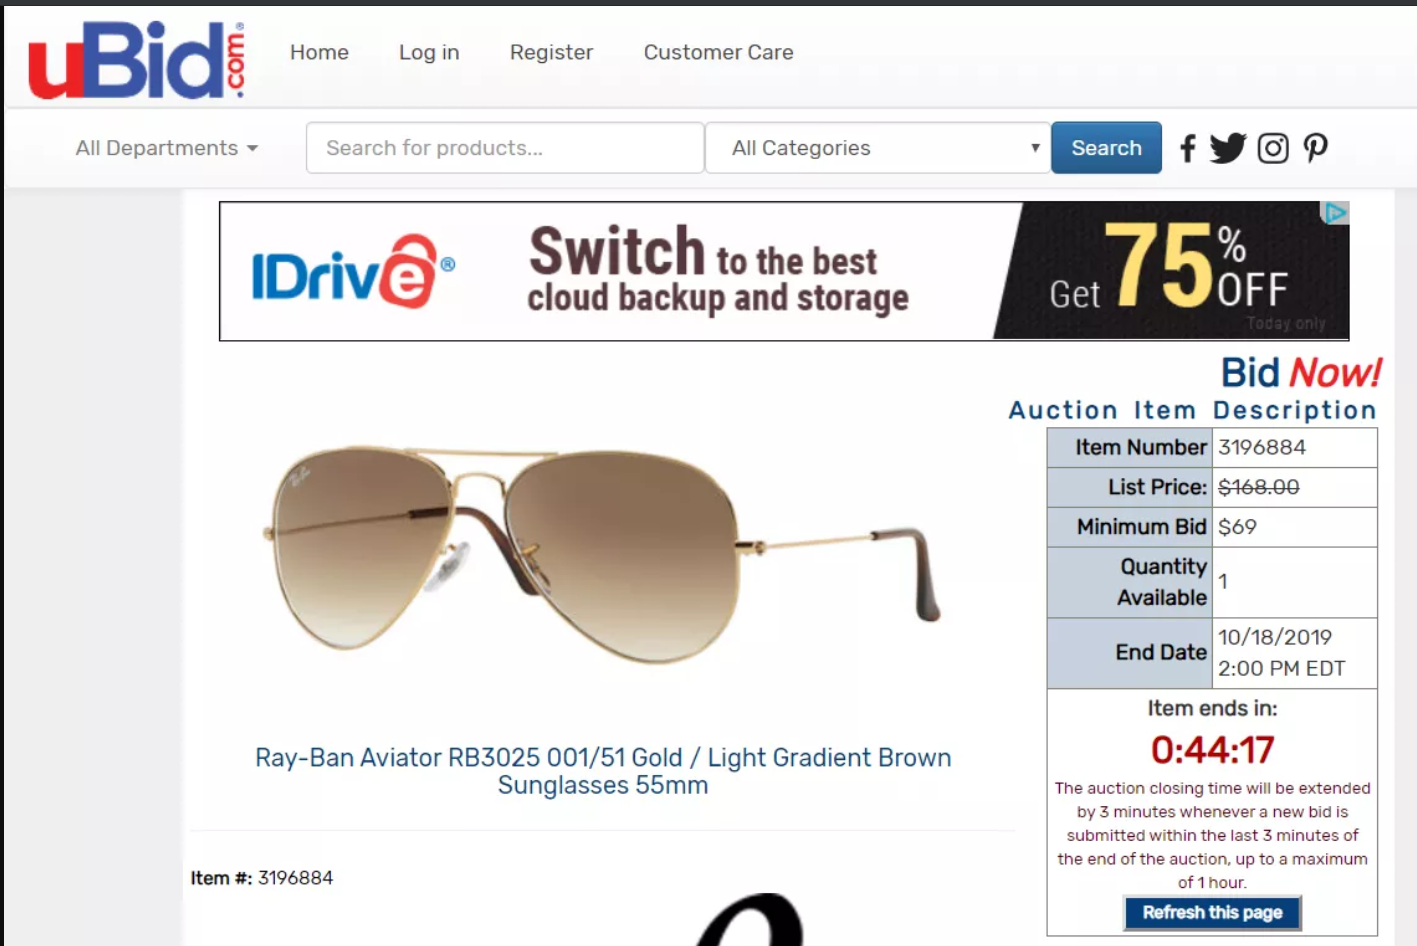 uBid.com®
Home Log in Register Customer Care
All Departments Search for products... All Categories Search
IDrive®
Switch to the best
cloud backup and storage
Get 75% OFF
Today only
Bid Now!
Auction Item Description
Item Number 3196884
List Price: $168.00
Minimum Bid $69
Quantity Available 1
End Date 10/18/2019
2:00 PM EDT
Item ends in:
0:44:17
The auction closing time will be extended
by 3 minutes whenever a new bid is
submitted within the last 3 minutes of
the end of the auction, up to a maximum
of 1 hour.
Refresh this page
Ray-Ban
Ray-Ban Aviator RB3025 001/51 Gold / Light Gradient Brown
Sunglasses 55mm
Item #: 3196884